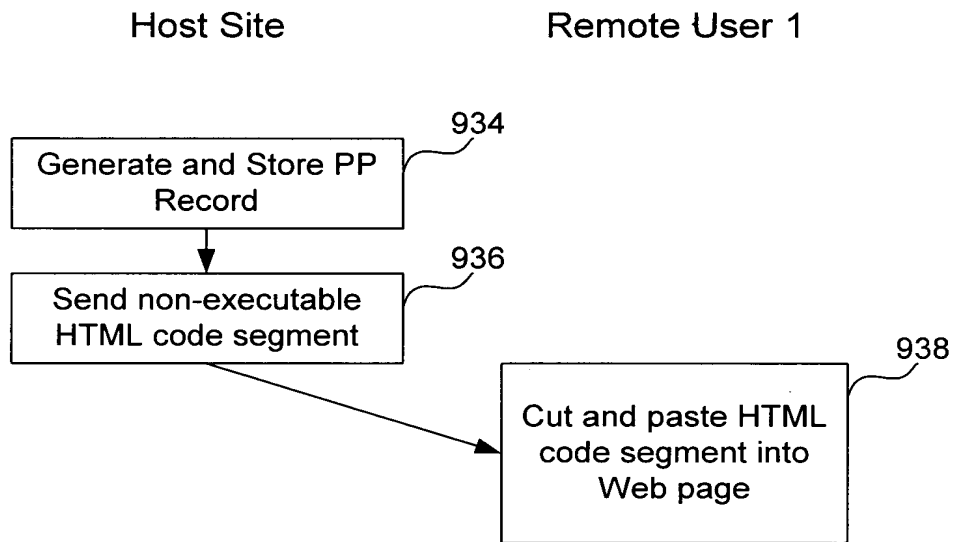 Host Site
Remote User 1
934
Generate and Store PP
Record
936
Send non-executable
HTML code segment
938
Cut and paste HTML
code segment into
Web page